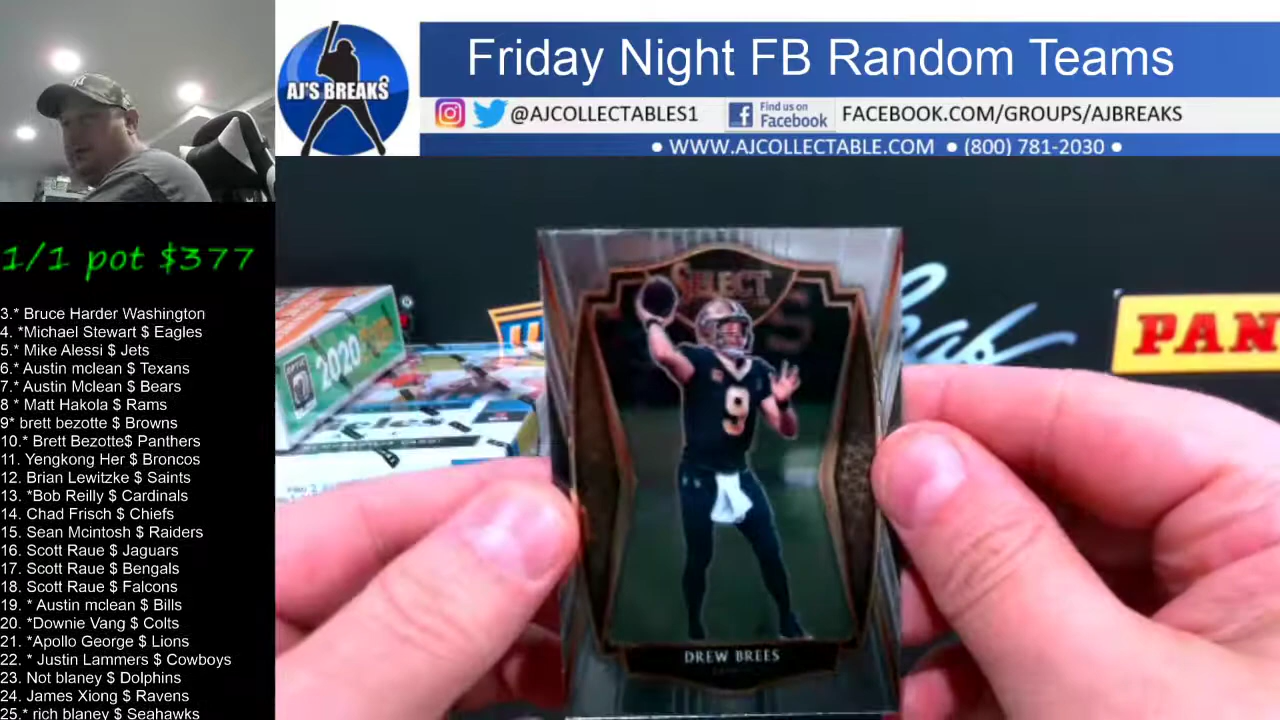 Friday Night FB Random Teams
AJ'S BREAKS
@AJCOLLECTABLES1
Find us on
Facebook
FACEBOOK.COM/GROUPS/AJBREAKS
• WWW.AJCOLLECTABLE.COM • (800) 781-2030 •
1/1 pot $377
3.* Bruce Harder Washington
4. *Michael Stewart $ Eagles
5.* Mike Alessi $ Jets
6.* Austin mclean $ Texans
7.* Austin Mclean $ Bears
8 * Matt Hakola $ Rams
9* brett bezotte $ Browns
10.* Brett Bezotte$ Panthers
11. Yengkong Her $ Broncos
12. Brian Lewitzke $ Saints
13. *Bob Reilly $ Cardinals
14. Chad Frisch $ Chiefs
15. Sean Mcintosh $ Raiders
16. Scott Raue $ Jaguars
17. Scott Raue $ Bengals
18. Scott Raue $ Falcons
19. * Austin mclean $ Bills
20. *Downie Vang $ Colts
21. *Apollo George $ Lions
22. * Justin Lammers $ Cowboys
23. Not blaney $ Dolphins
24. James Xiong $ Ravens
25.* rich blaney $ Seahawks
SELECT
9
DREW BREES
2020
OPTIC
PAN